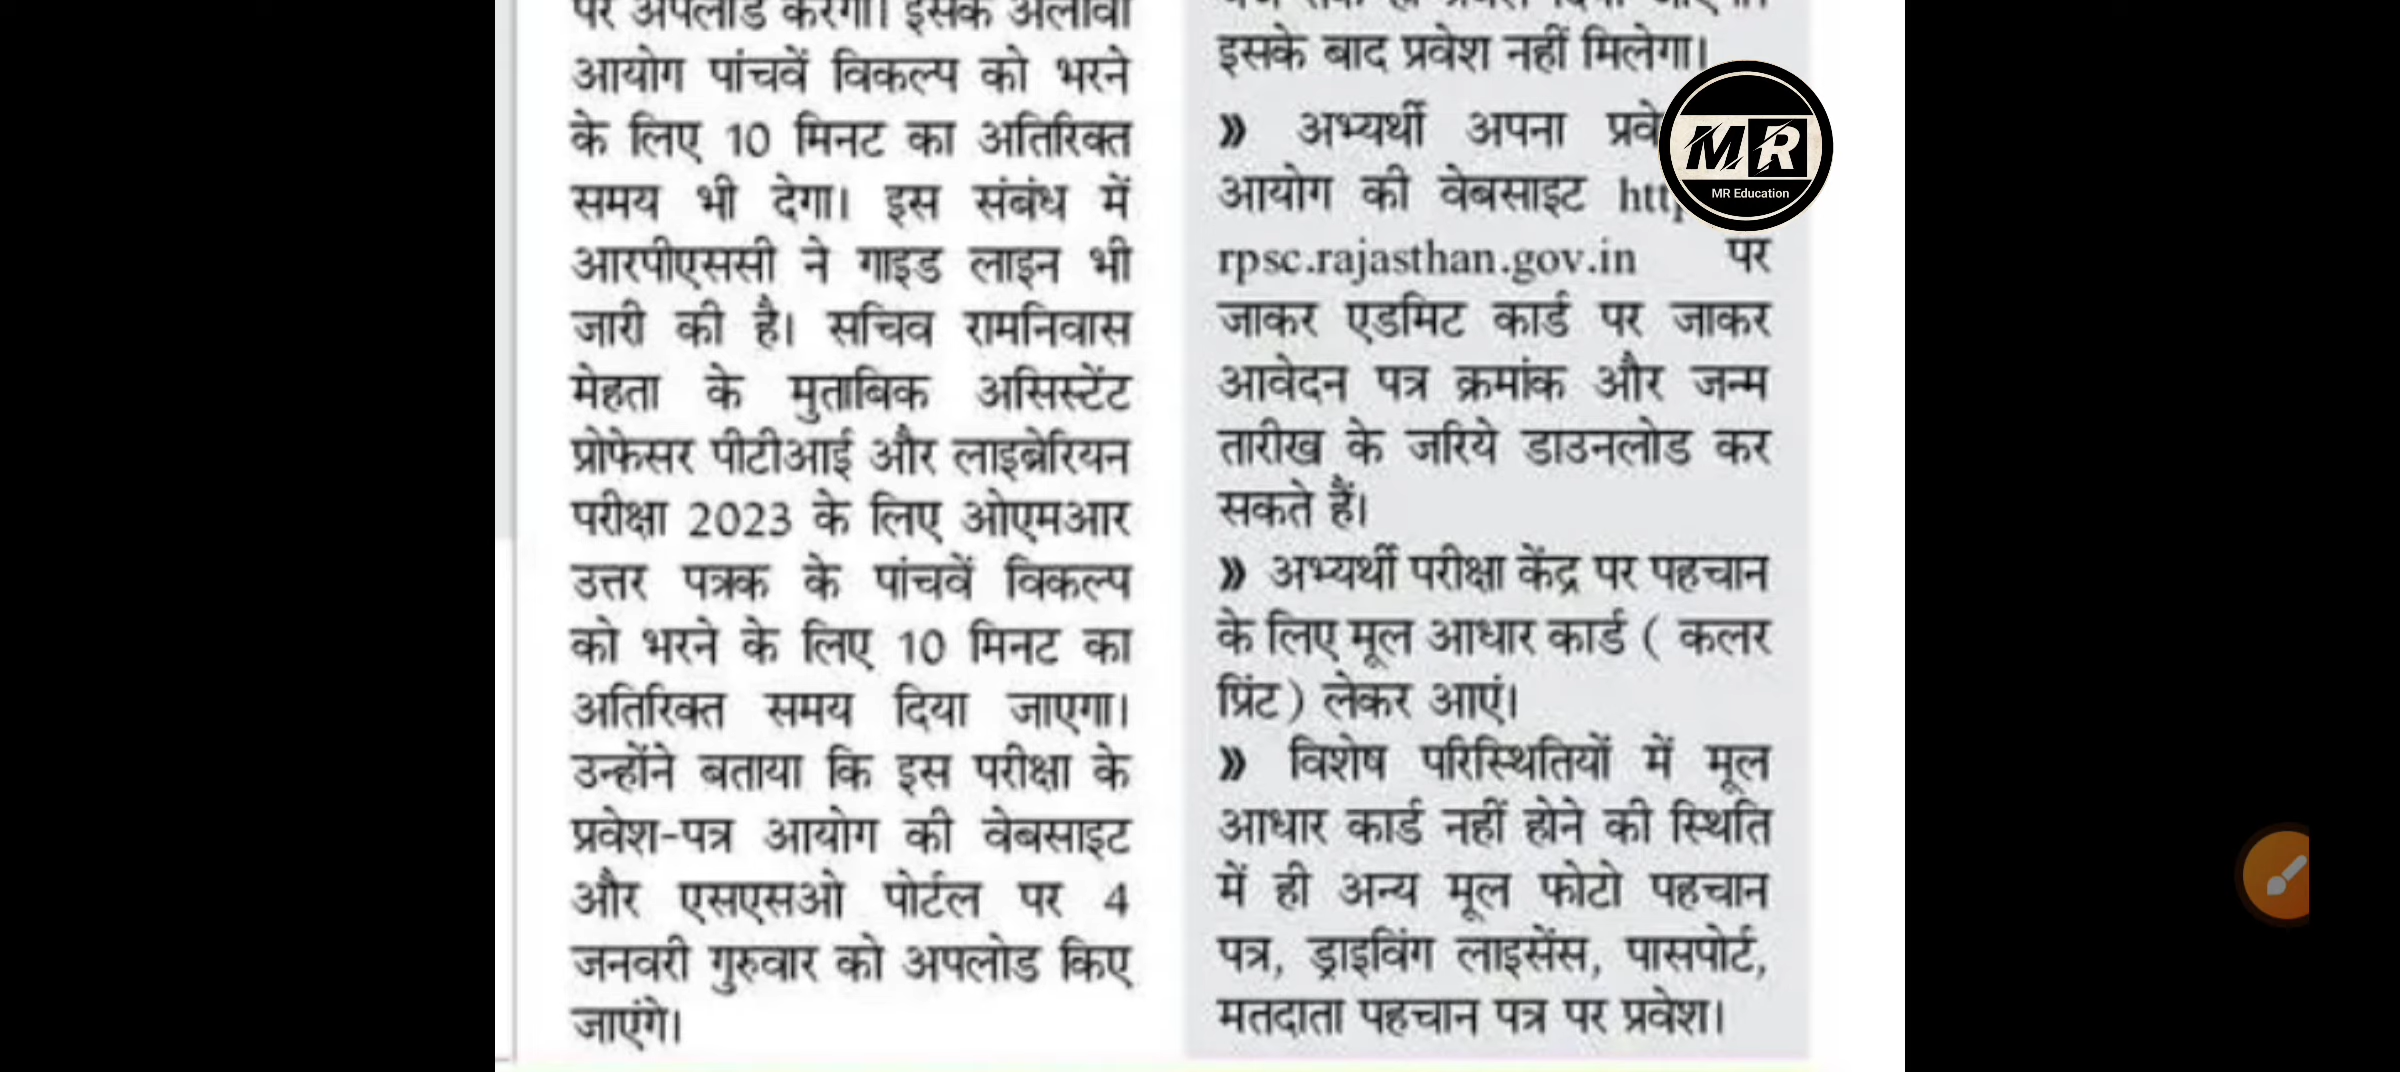 पर अपलोड करेगा। इसके अलावा
आयोग पांचवें विकल्प को भरने
के लिए 10 मिनट का अतिरिक्त
समय भी देगा। इस संबंध में
आरपीएससी ने गाइड लाइन भी
जारी की है। सचिव रामनिवास
मेहता के मुताबिक असिस्टेंट
प्रोफेसर पीटीआई और लाइब्रेरियन
परीक्षा 2023 के लिए ओएमआर
उत्तर पत्रक के पांचवें विकल्प
को भरने के लिए 10 मिनट का
अतिरिक्त समय दिया जाएगा।
उन्होंने बताया कि इस परीक्षा के
प्रवेश-पत्र आयोग की वेबसाइट
और एसएसओ पोर्टल पर 4
जनवरी गुरुवार को अपलोड किए
जाएंगे।
इसके बाद प्रवेश नहीं मिलेगा।
» अभ्यर्थी अपना
आयोग की वेबसाइट
rpsc.rajasthan.gov.in पर
जाकर एडमिट कार्ड पर जाकर
आवेदन पत्र क्रमांक और जन्म
तारीख के जरिये डाउनलोड कर
सकते हैं।
» अभ्यर्थी परीक्षा केंद्र पर पहचान
के लिए मूल आधार कार्ड ( कलर
प्रिंट) लेकर आएं।
» विशेष परिस्थितियों में मूल
आधार कार्ड नहीं होने की स्थिति
में ही अन्य मूल फोटो पहचान
पत्र, ड्राइविंग लाइसेंस, पासपोर्ट,
मतदाता पहचान पत्र पर प्रवेश।
MR
MR Education